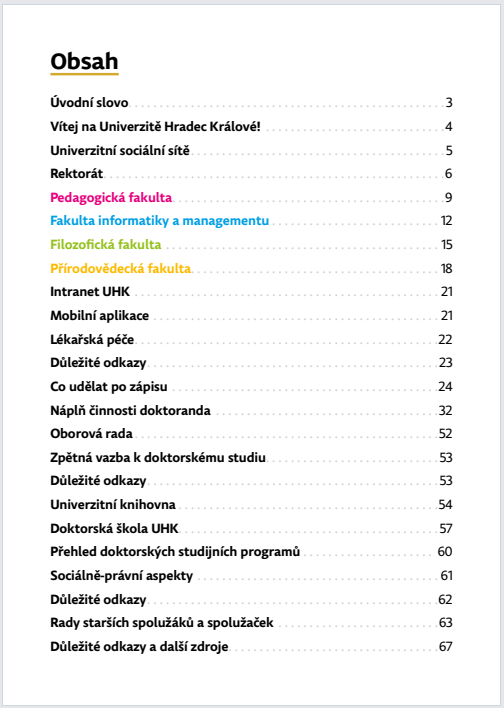 Obsah
Úvodní slovo 3
Vítej na Univerzitě Hradec Králové! 4
Univerzitní sociální sítě 5
Rektorát 6
Pedagogická fakulta 9
Fakulta informatiky a managementu 12
Filozofická fakulta 15
Přírodovědecká fakulta 18
Intranet UHK 21
Mobilní aplikace 21
Lékařská péče 22
Důležité odkazy 23
Co udělat po zápisu 24
Náplň činnosti doktoranda 32
Oborová rada 52
Zpětná vazba k doktorskému studiu 53
Důležité odkazy 53
Univerzitní knihovna 54
Doktorská škola UHK 57
Přehled doktorských studijních programů 60
Sociálně-právní aspekty 61
Důležité odkazy 62
Rady starších spolužáků a spolužaček 63
Důležité odkazy a další zdroje 67